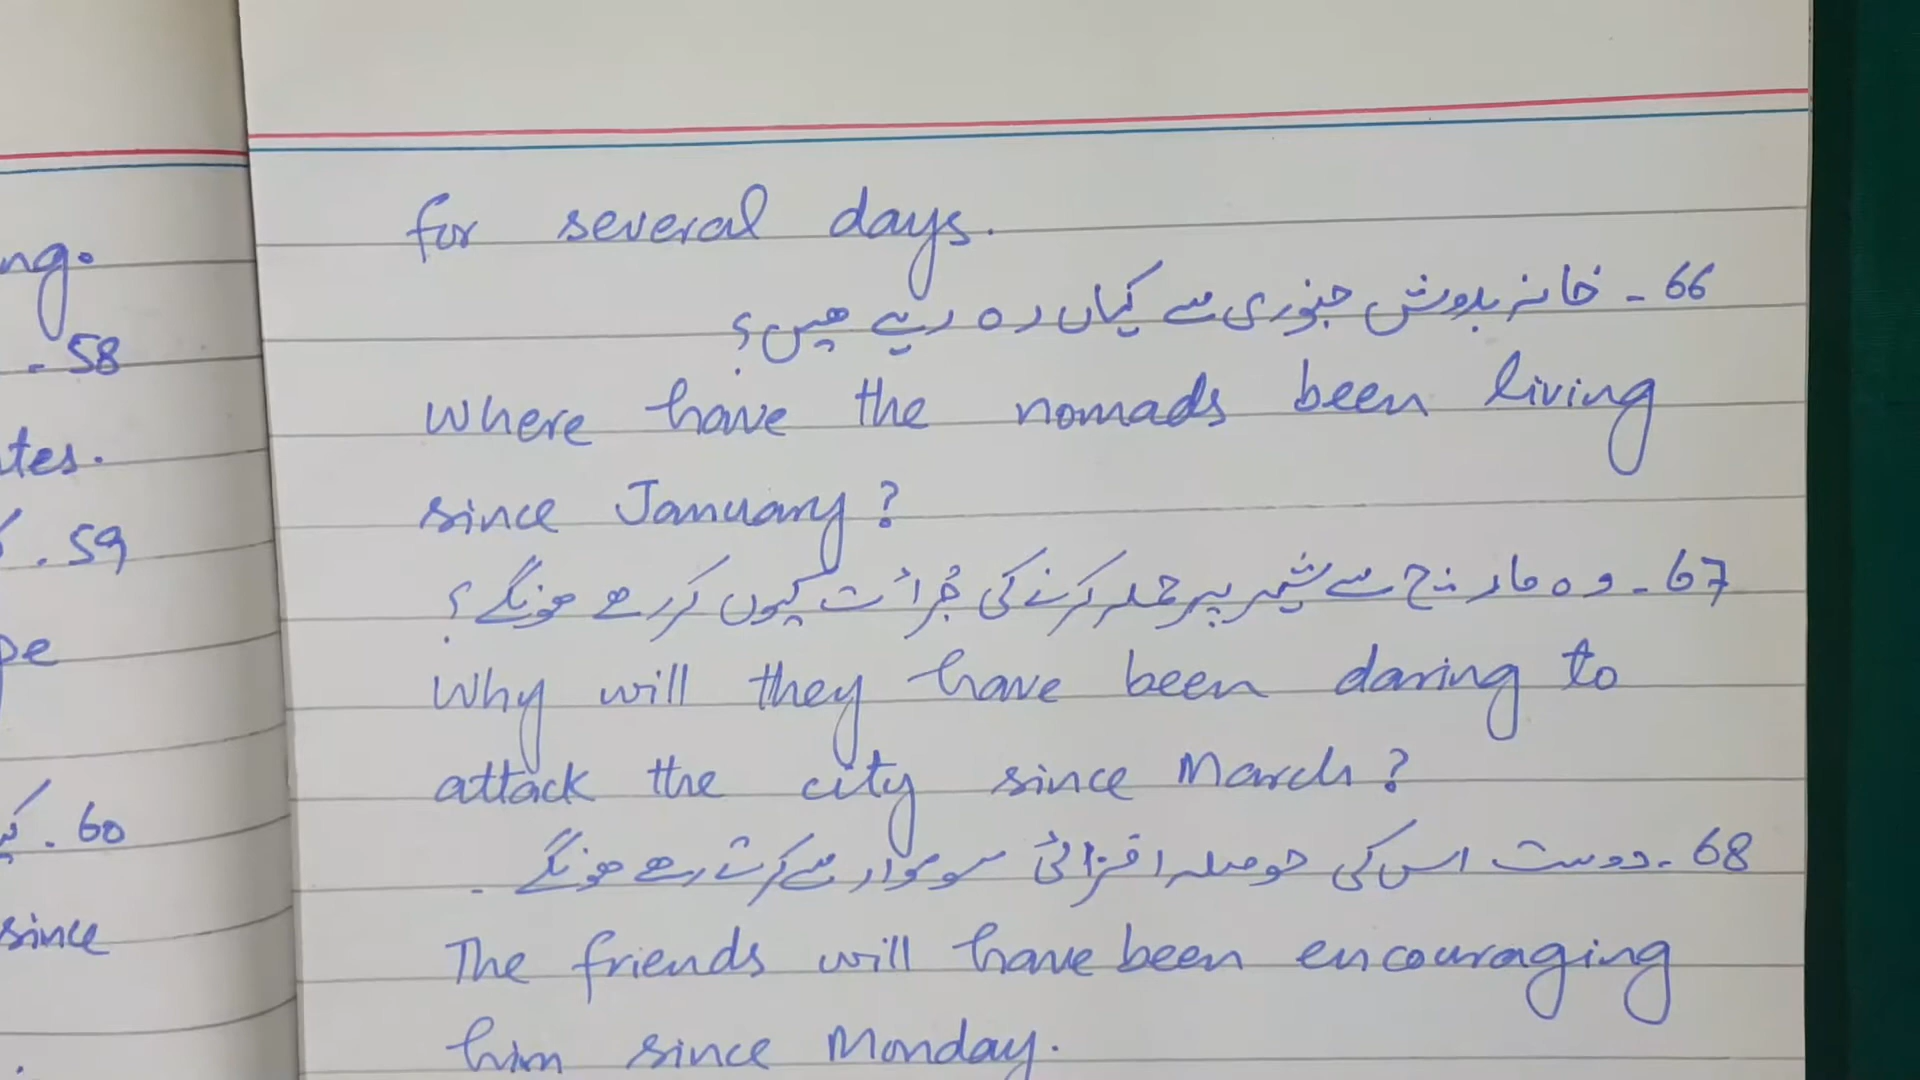 ng.
- 58
tes.
. 59
pe
. 60
since
for several days.
66 - خانہ بدوش جنوری سے کہاں رہ رہے ہیں؟
Where have the nomads been living
since January?
67 - وہ مارچ سے شہر پر حملہ کرنے کی جرأت کیوں کر رہے ہونگے؟
Why will they have been daring to
attack the city since March?
68 - دوست اس کی حوصلہ افزائی سوموار سے کرتے رہے ہونگے -
The friends will have been encouraging
him since Monday.